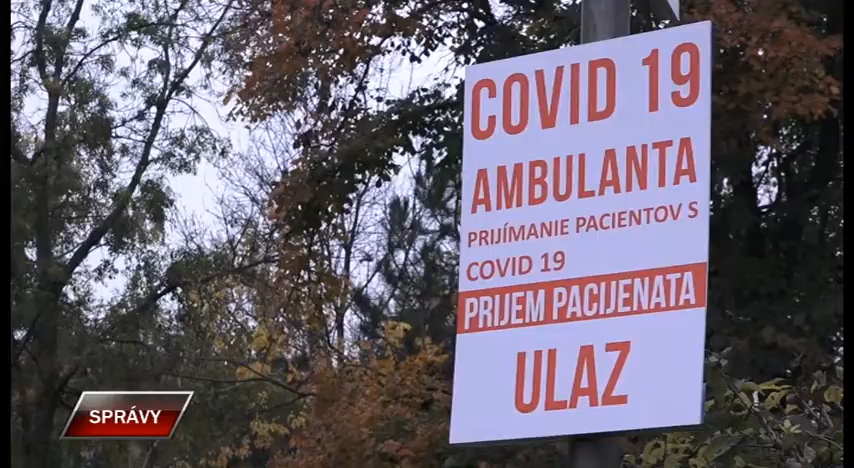 COVID 19
AMBULANTA
PRIJÍMANIE PACIENTOV S
COVID 19
PRIJEM PACIJENATA
ULAZ
SPRÁVY